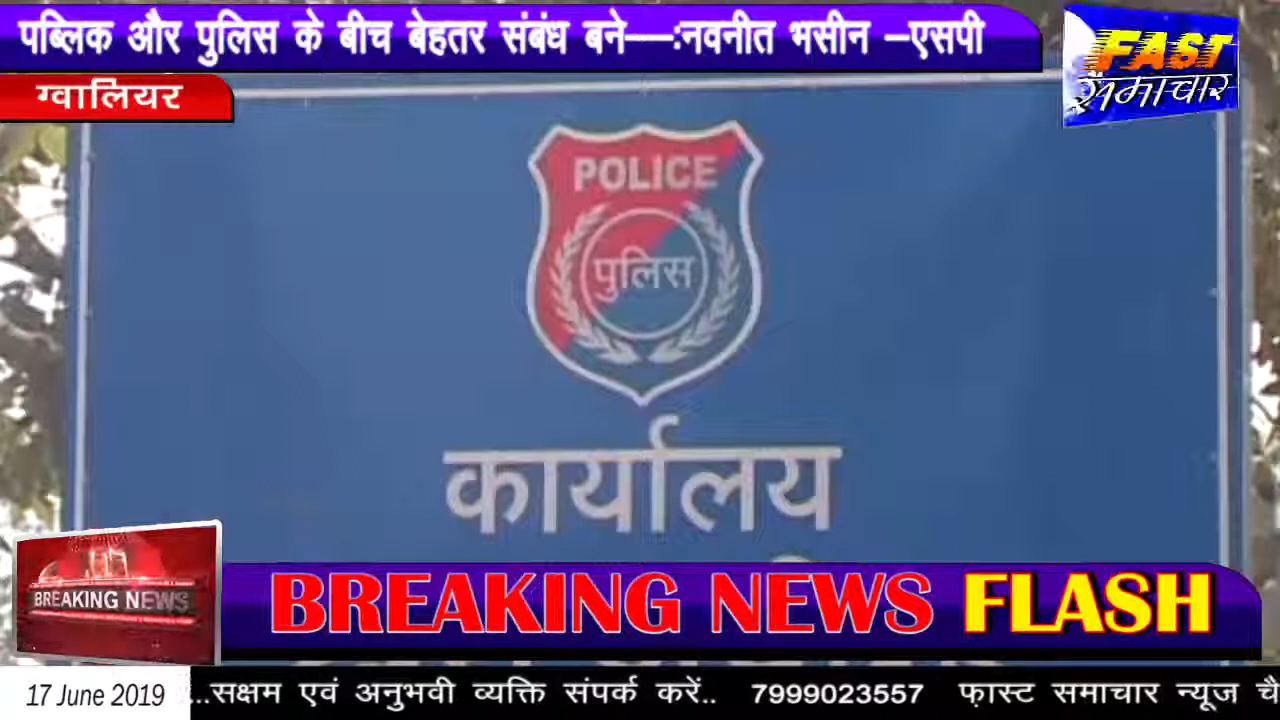 पब्लिक और पुलिस के बीच बेहतर संबंध बने—:नवनीत भसीन –एसपी
FAST
समाचार
ग्वालियर
POLICE
पुलिस
कार्यालय
BREAKING NEWS
BREAKING NEWS FLASH
17 June 2019
...सक्षम एवं अनुभवी व्यक्ति संपर्क करें.. 7999023557 फ़ास्ट समाचार न्यूज चै